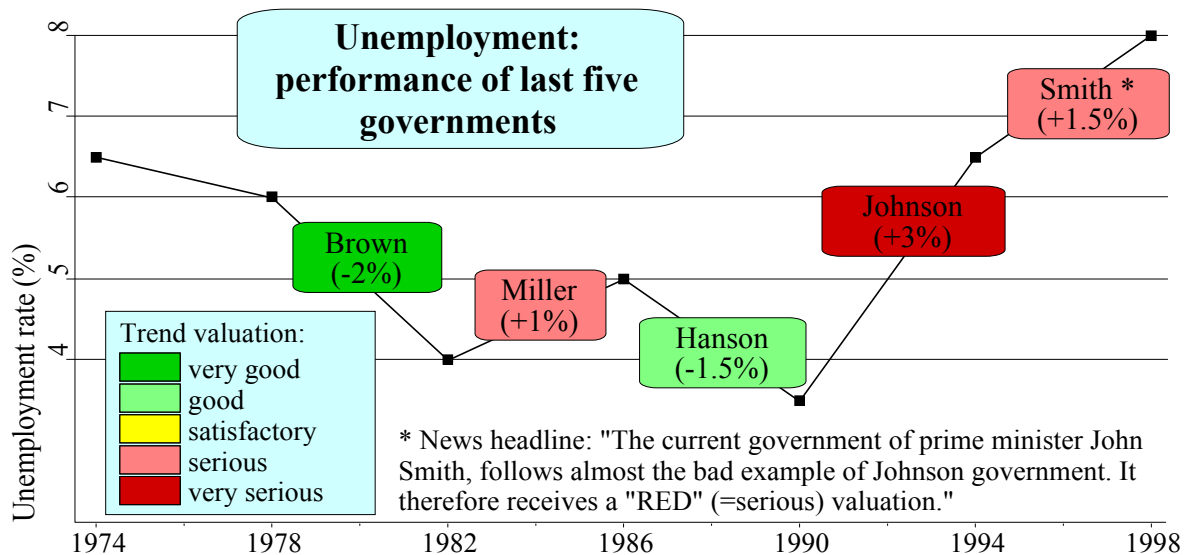 Unemployment:
performance of last five
governments
Unemployment rate (%)
8
7
6
5
4
Brown
(-2%)
Miller
(+1%)
Hanson
(-1.5%)
Johnson
(+3%)
Smith *
(+1.5%)
Trend valuation:
very good
good
satisfactory
serious
very serious
* News headline: "The current government of prime minister John
Smith, follows almost the bad example of Johnson government. It
therefore receives a "RED" (=serious) valuation."
1974 1978 1982 1986 1990 1994 1998